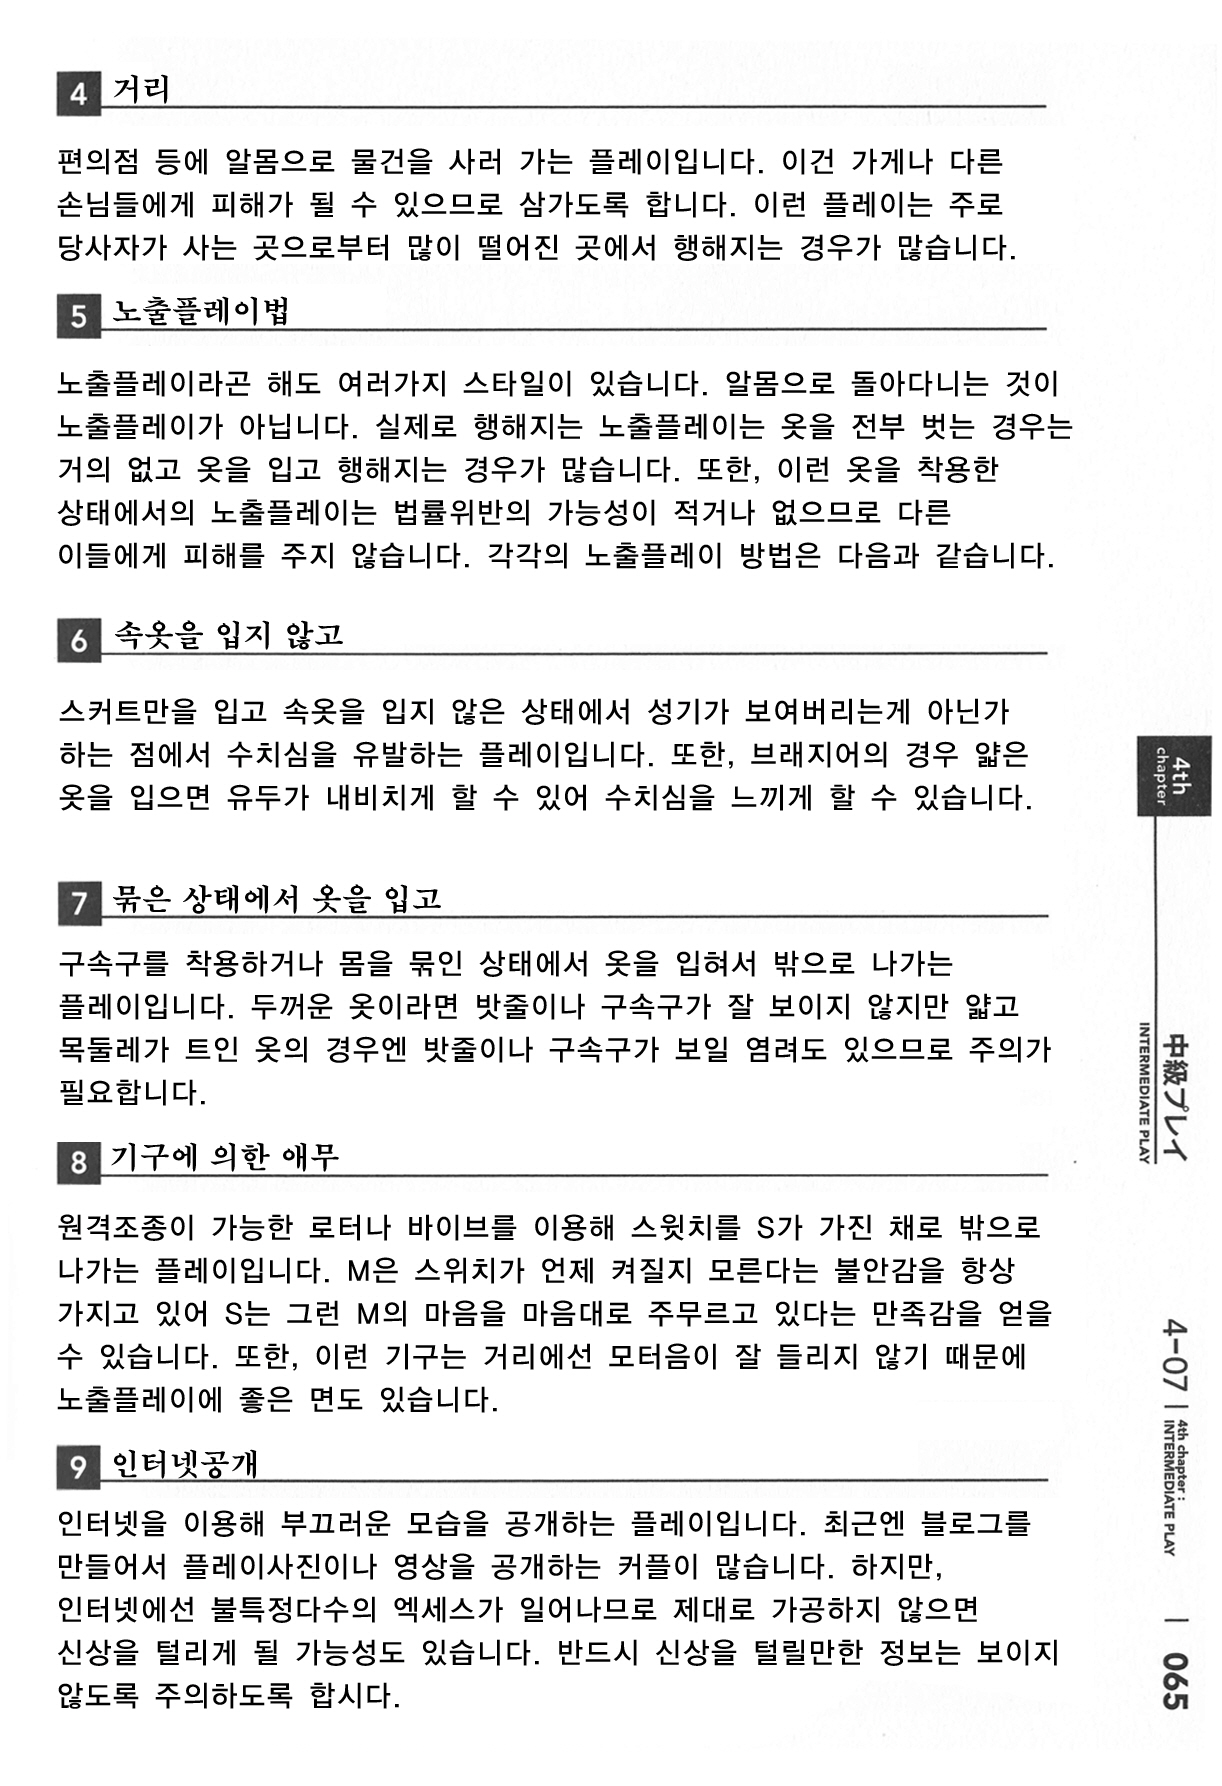 4 거리
편의점 등에 알몸으로 물건을 사러 가는 플레이입니다. 이건 가게나 다른
손님들에게 피해가 될 수 있으므로 삼가도록 합니다. 이런 플레이는 주로
당사자가 사는 곳으로부터 많이 떨어진 곳에서 행해지는 경우가 많습니다.
5 노출플레이법
노출플레이라곤 해도 여러가지 스타일이 있습니다. 알몸으로 돌아다니는 것이
노출플레이가 아닙니다. 실제로 행해지는 노출플레이는 옷을 전부 벗는 경우는
거의 없고 옷을 입고 행해지는 경우가 많습니다. 또한, 이런 옷을 착용한
상태에서의 노출플레이는 법률위반의 가능성이 적거나 없으므로 다른
이들에게 피해를 주지 않습니다. 각각의 노출플레이 방법은 다음과 같습니다.
6 속옷을 입지 않고
스커트만을 입고 속옷을 입지 않은 상태에서 성기가 보여버리는게 아닌가
하는 점에서 수치심을 유발하는 플레이입니다. 또한, 브래지어의 경우 얇은
옷을 입으면 유두가 내비치게 할 수 있어 수치심을 느끼게 할 수 있습니다.
7 묶은 상태에서 옷을 입고
구속구를 착용하거나 몸을 묶인 상태에서 옷을 입혀서 밖으로 나가는
플레이입니다. 두꺼운 옷이라면 밧줄이나 구속구가 잘 보이지 않지만 얇고
목둘레가 트인 옷의 경우엔 밧줄이나 구속구가 보일 염려도 있으므로 주의가
필요합니다.
8 기구에 의한 애무
원격조종이 가능한 로터나 바이브를 이용해 스윗치를 S가 가진 채로 밖으로
나가는 플레이입니다. M은 스위치가 언제 켜질지 모른다는 불안감을 항상
가지고 있어 S는 그런 M의 마음을 마음대로 주무르고 있다는 만족감을 얻을
수 있습니다. 또한, 이런 기구는 거리에선 모터음이 잘 들리지 않기 때문에
노출플레이에 좋은 면도 있습니다.
9 인터넷공개
인터넷을 이용해 부끄러운 모습을 공개하는 플레이입니다. 최근엔 블로그를
만들어서 플레이사진이나 영상을 공개하는 커플이 많습니다. 하지만,
인터넷에선 불특정다수의 엑세스가 일어나므로 제대로 가공하지 않으면
신상을 털리게 될 가능성도 있습니다. 반드시 신상을 털릴만한 정보는 보이지
않도록 주의하도록 합시다.
4th
chapter
中級プレイ
INTERMEDIATE PLAY
4-07 |
4th chapter :
INTERMEDIATE PLAY
| 065